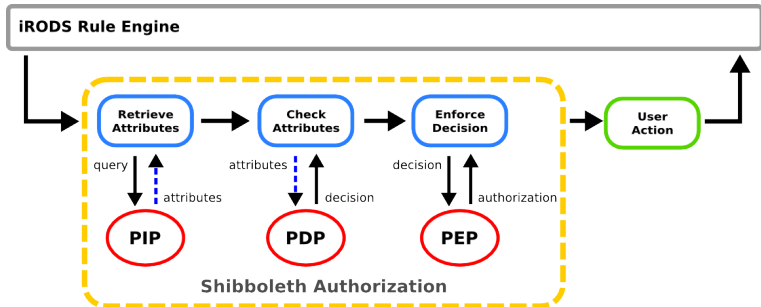 iRODS Rule Engine
Retrieve
Attributes
Check
Attributes
Enforce
Decision
User
Action
query
attributes
attributes
decision
decision
authorization
PIP
PDP
PEP
Shibboleth Authorization